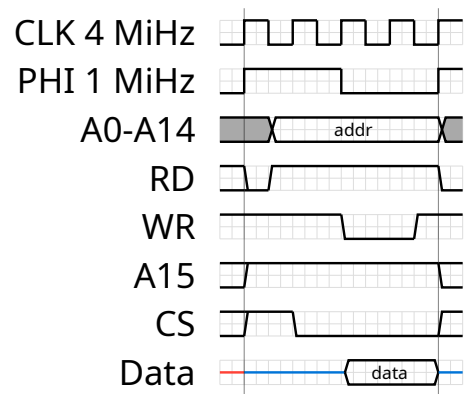 CLK 4 MiHz
PHI 1 MiHz
A0-A14
addr
RD
WR
A15
CS
Data
data